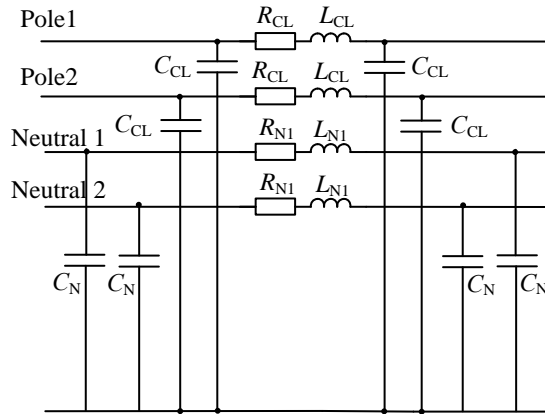 Pole1
R_CL L_CL
C_CL C_CL
Pole2
R_CL L_CL
C_CL C_CL
Neutral 1
R_N1 L_N1
Neutral 2
R_N1 L_N1
C_N C_N C_N C_N